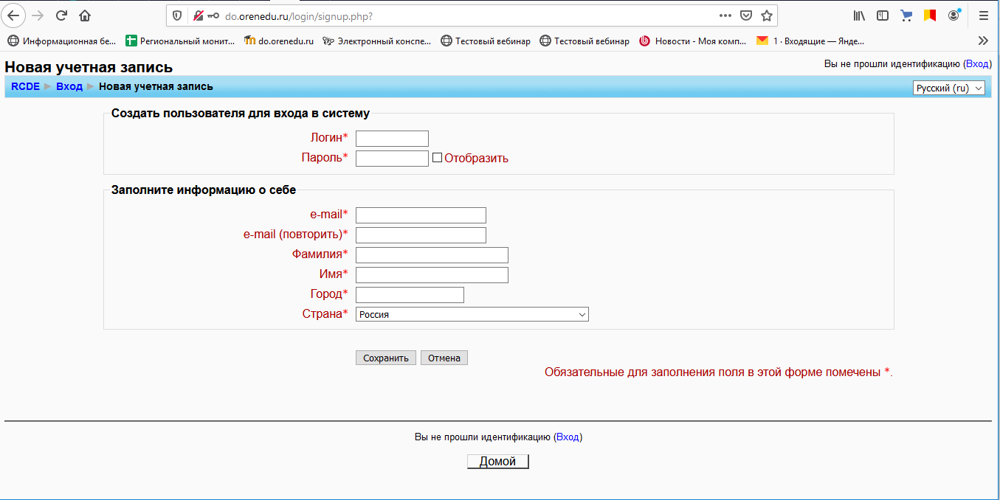 do.orenedu.ru/login/signup.php?
Информационная бе... Региональный монит... do.orenedu.ru Электронный конспе... Тестовый вебинар Тестовый вебинар Новости - Моя комп... 1 · Входящие — Янде...
Новая учетная запись Вы не прошли идентификацию (Вход)
RCDE Вход Новая учетная запись Русский (ru)
Создать пользователя для входа в систему
Логин*
Пароль* Отобразить
Заполните информацию о себе
e-mail*
e-mail (повторить)*
Фамилия*
Имя*
Город*
Страна* Россия
Сохранить Отмена
Обязательные для заполнения поля в этой форме помечены *.
Вы не прошли идентификацию (Вход)
Домой